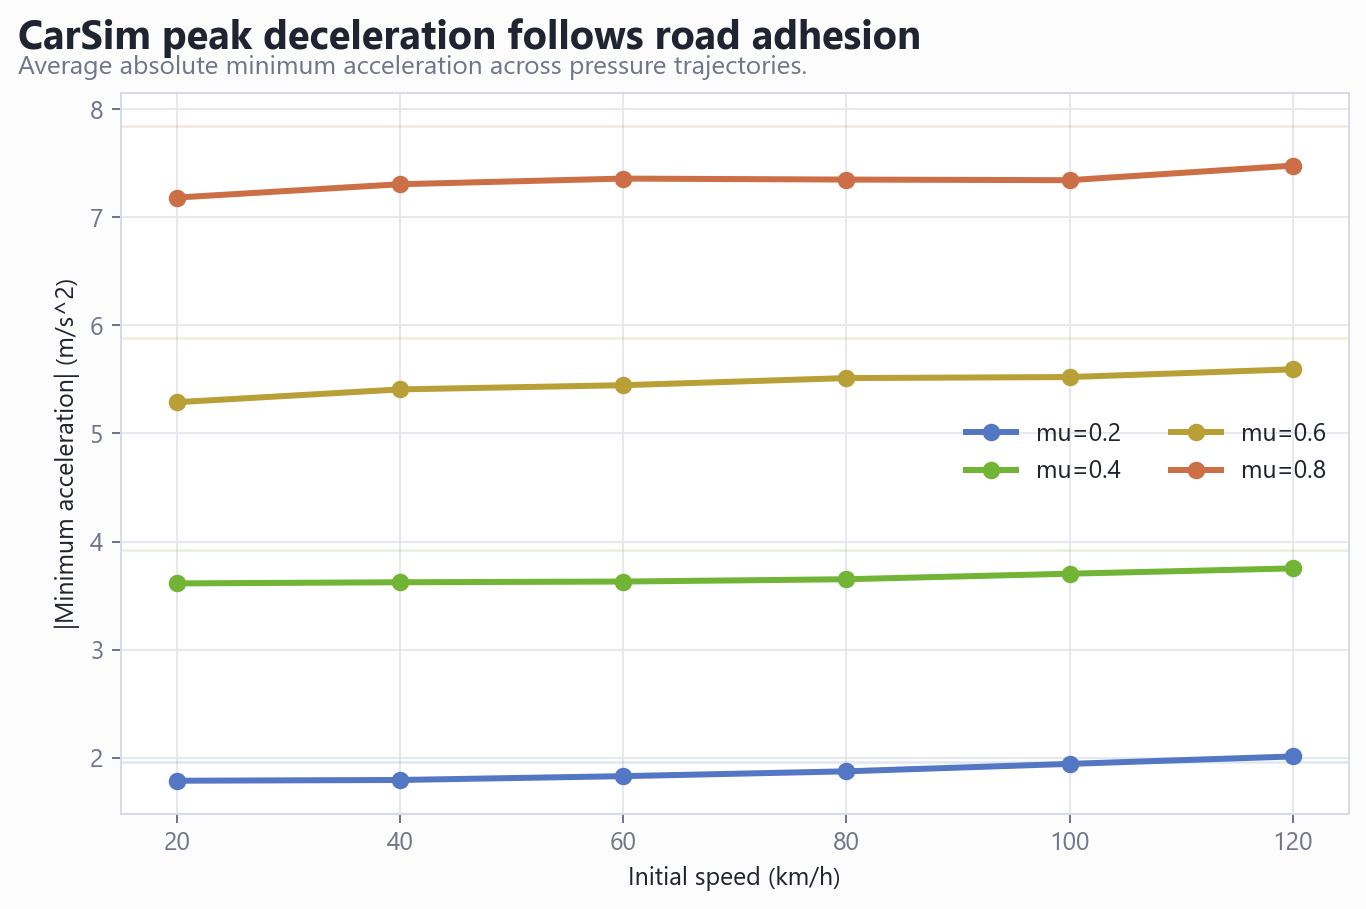 CarSim peak deceleration follows road adhesion
Average absolute minimum acceleration across pressure trajectories.
8
7
6
5
4
3
2
|Minimum acceleration| (m/s^2)
mu=0.2
mu=0.6
mu=0.4
mu=0.8
20
40
60
80
100
120
Initial speed (km/h)